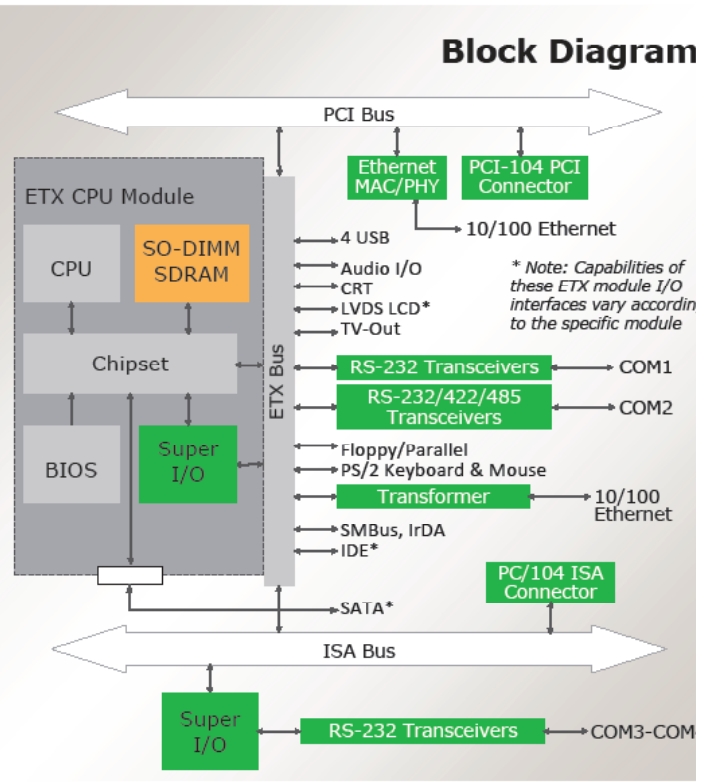 Block Diagram
PCI Bus
Ethernet
MAC/PHY
PCI-104 PCI
Connector
10/100 Ethernet
ETX CPU Module
CPU
SO-DIMM
SDRAM
Chipset
BIOS
Super
I/O
ETX Bus
4 USB
Audio I/O
CRT
LVDS LCD*
TV-Out
* Note: Capabilities of
these ETX module I/O
interfaces vary accordin
to the specific module
RS-232 Transceivers
COM1
RS-232/422/485
Transceivers
COM2
Floppy/Parallel
PS/2 Keyboard & Mouse
Transformer
10/100
Ethernet
SMBus, IrDA
IDE*
PC/104 ISA
Connector
SATA*
ISA Bus
Super
I/O
RS-232 Transceivers
COM3-COM